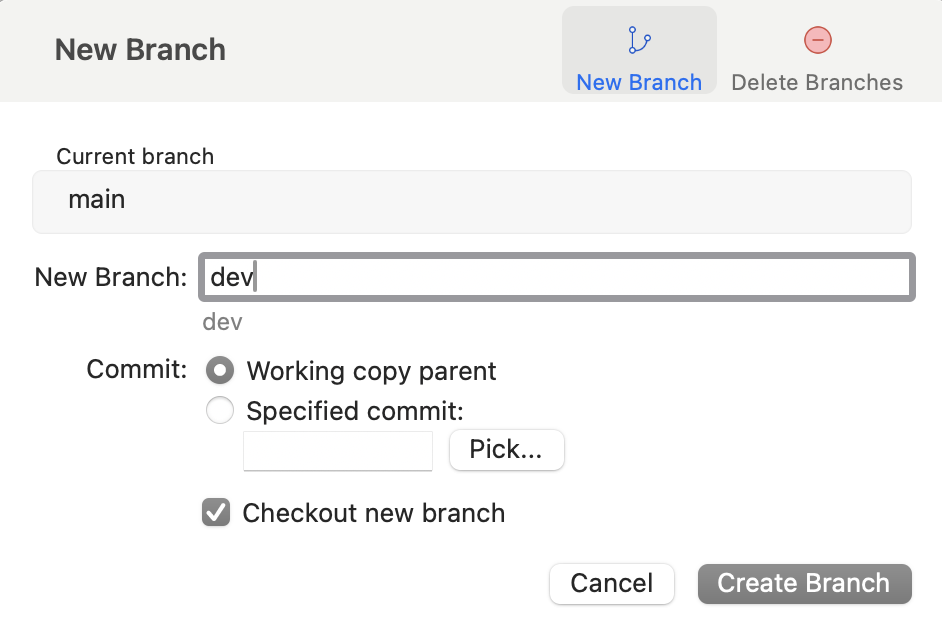 New Branch
New Branch
Delete Branches
Current branch
main
New Branch: dev
dev
Commit: Working copy parent
Specified commit:
Pick...
Checkout new branch
Cancel
Create Branch